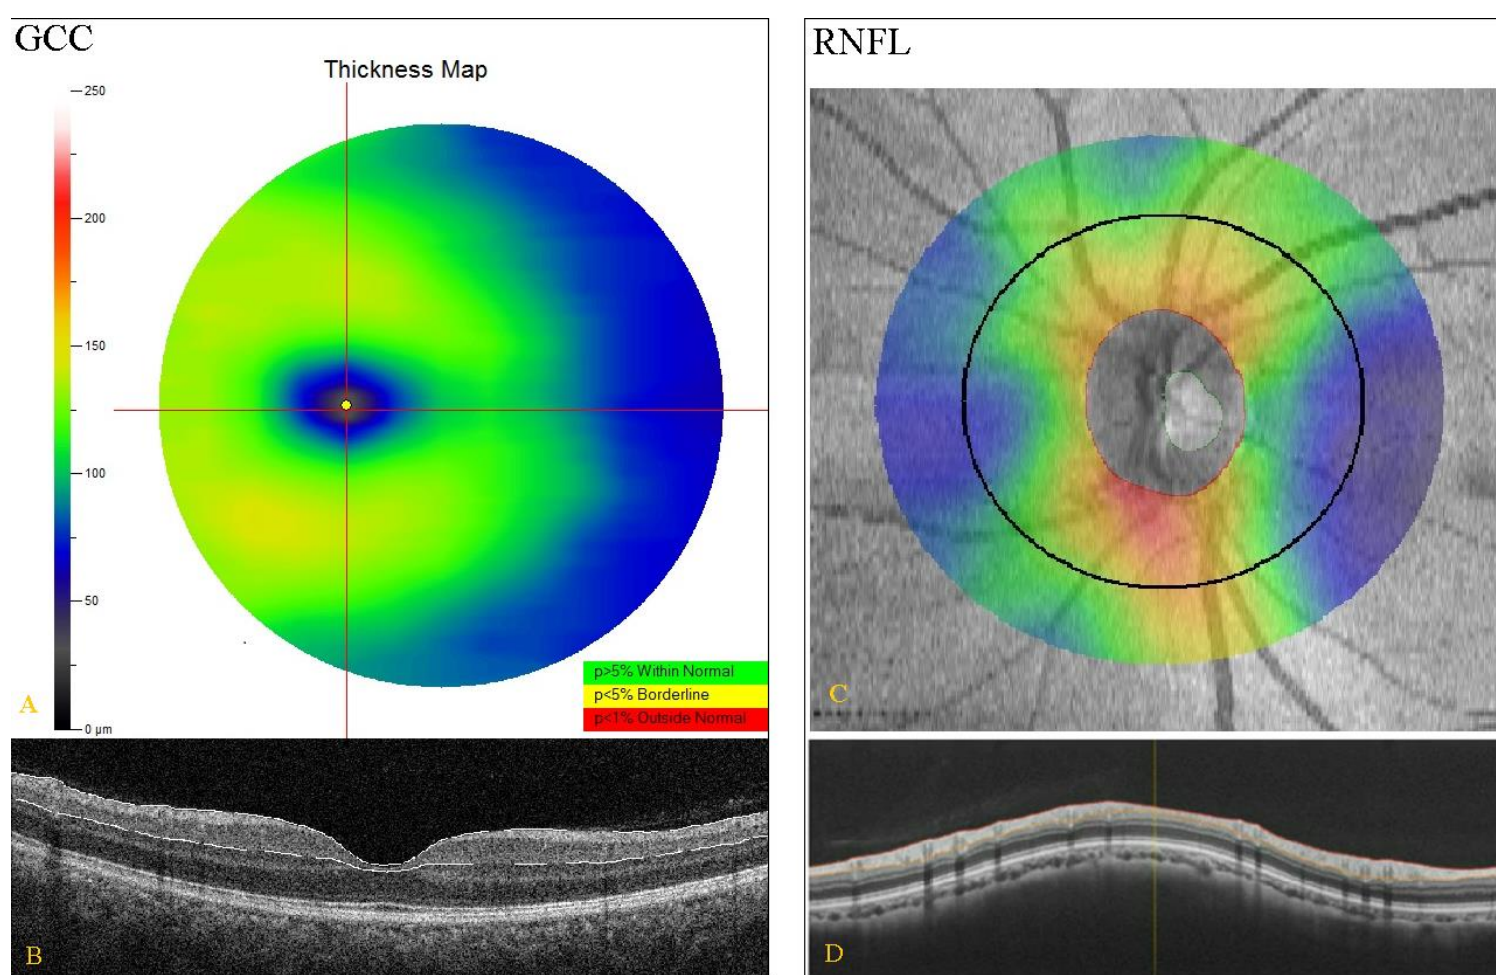 GCC
Thickness Map
250
200
150
100
50
0 µm
p>5% Within Normal
p<5% Borderline
p<1% Outside Normal
A
B
RNFL
C
D